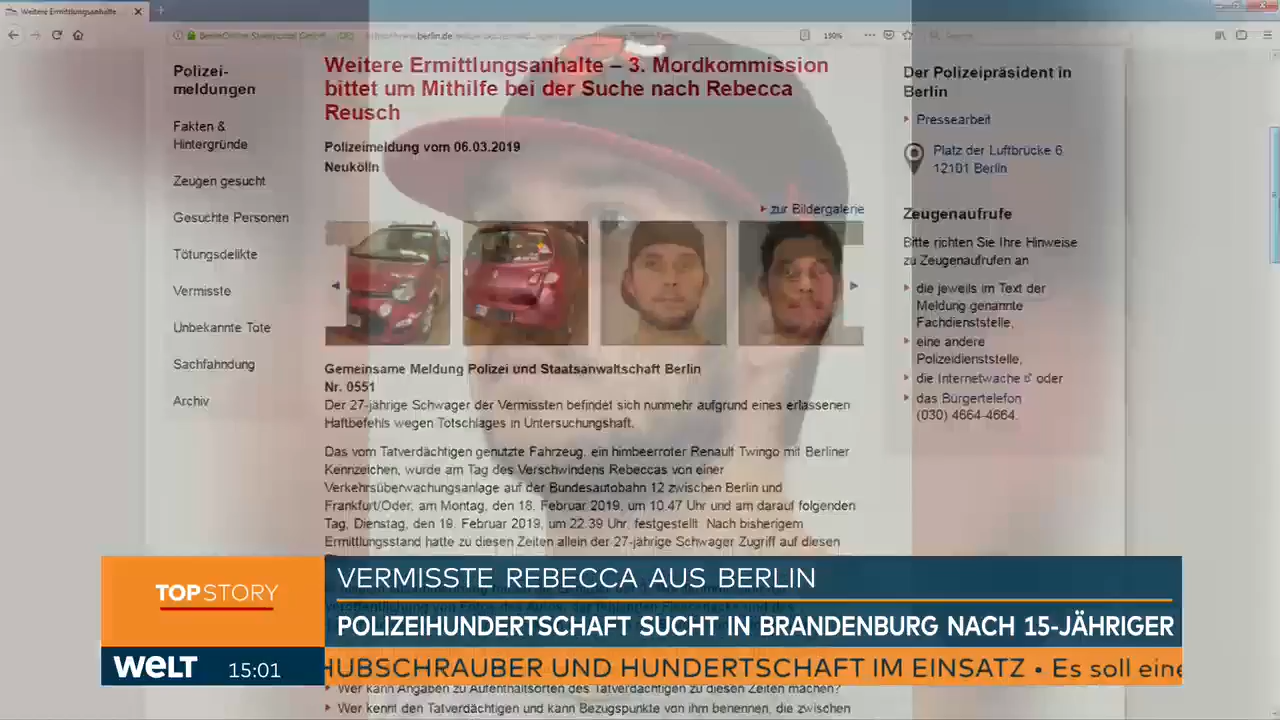 Weitere Ermittlungsanhalte
150%
Search
Polizei-
meldungen
Fakten &
Hintergründe
Zeugen gesucht
Gesuchte Personen
Tötungsdelikte
Vermisste
Unbekannte Tote
Sachfahndung
Archiv
Weitere Ermittlungsanhalte – 3. Mordkommission
bittet um Mithilfe bei der Suche nach Rebecca
Reusch
Polizeimeldung vom 06.03.2019
Neukölln
zur Bildergalerie
Gemeinsame Meldung Polizei und Staatsanwaltschaft Berlin
Nr. 0551
Der 27-jährige Schwager der Vermissten befindet sich nunmehr aufgrund eines erlassenen
Haftbefehls wegen Totschlages in Untersuchungshaft.
Das vom Tatverdächtigen genutzte Fahrzeug, ein himbeerroter Renault Twingo mit Berliner
Kennzeichen, wurde am Tag des Verschwindens Rebeccas von einer
Verkehrsüberwachungsanlage auf der Bundesautobahn 12 zwischen Berlin und
Frankfurt/Oder, am Montag, den 18. Februar 2019, um 10.47 Uhr und am darauf folgenden
Tag, Dienstag, den 19. Februar 2019, um 22.39 Uhr, festgestellt. Nach bisherigem
Ermittlungsstand hatte zu diesen Zeiten allein der 27-jährige Schwager Zugriff auf diesen
Wer kann Angaben zu Aufenthaltsorten des Tatverdächtigen zu diesen Zeiten machen?
Wer kennt den Tatverdächtigen und kann Bezugspunkte von ihm benennen, die zwischen
Der Polizeipräsident in
Berlin
Pressearbeit
Platz der Luftbrücke 6
12101 Berlin
Zeugenaufrufe
Bitte richten Sie Ihre Hinweise
zu Zeugenaufrufen an
die jeweils im Text der
Meldung genannte
Fachdienststelle,
eine andere
Polizeidienststelle,
die Internetwache oder
das Bürgertelefon
(030) 4664-4664.
TOPSTORY
VERMISSTE REBECCA AUS BERLIN
POLIZEIHUNDERTSCHAFT SUCHT IN BRANDENBURG NACH 15-JÄHRIGER
welt 15:01
HUBSCHRAUBER UND HUNDERTSCHAFT IM EINSATZ • Es soll eine